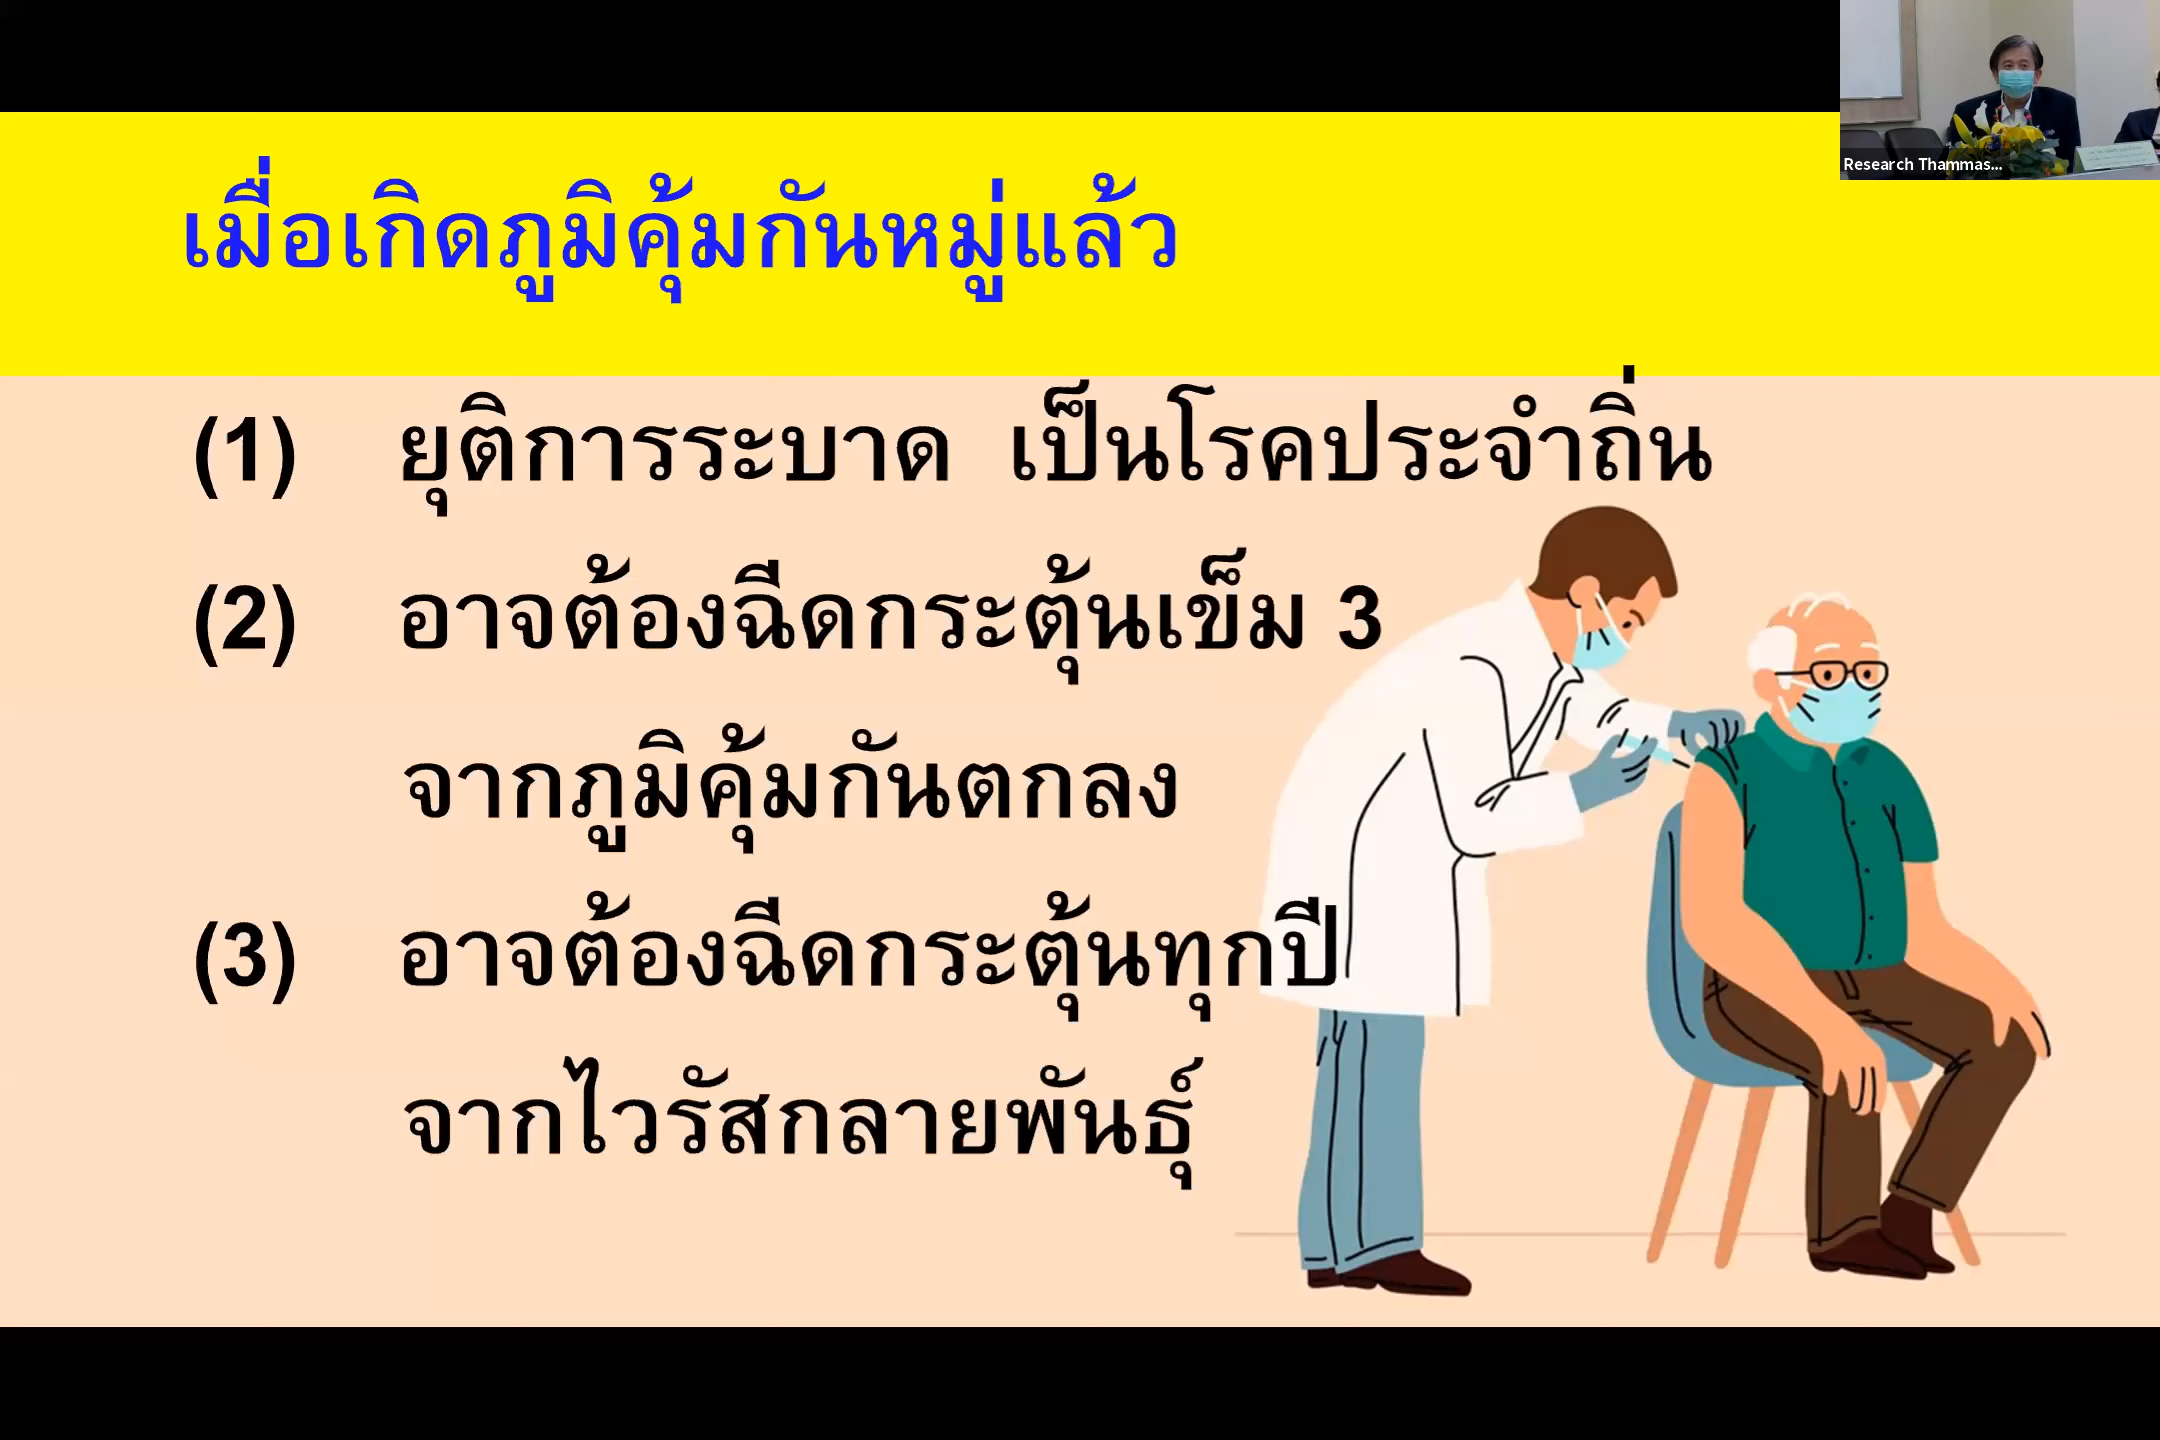 Research Thammas...
เมื่อเกิดภูมิคุ้มกันหมู่แล้ว
(1) ยุติการระบาด เป็นโรคประจำถิ่น
(2) อาจต้องฉีดกระตุ้นเข็ม 3
จากภูมิคุ้มกันตกลง
(3) อาจต้องฉีดกระตุ้นทุกปี
จากไวรัสกลายพันธุ์